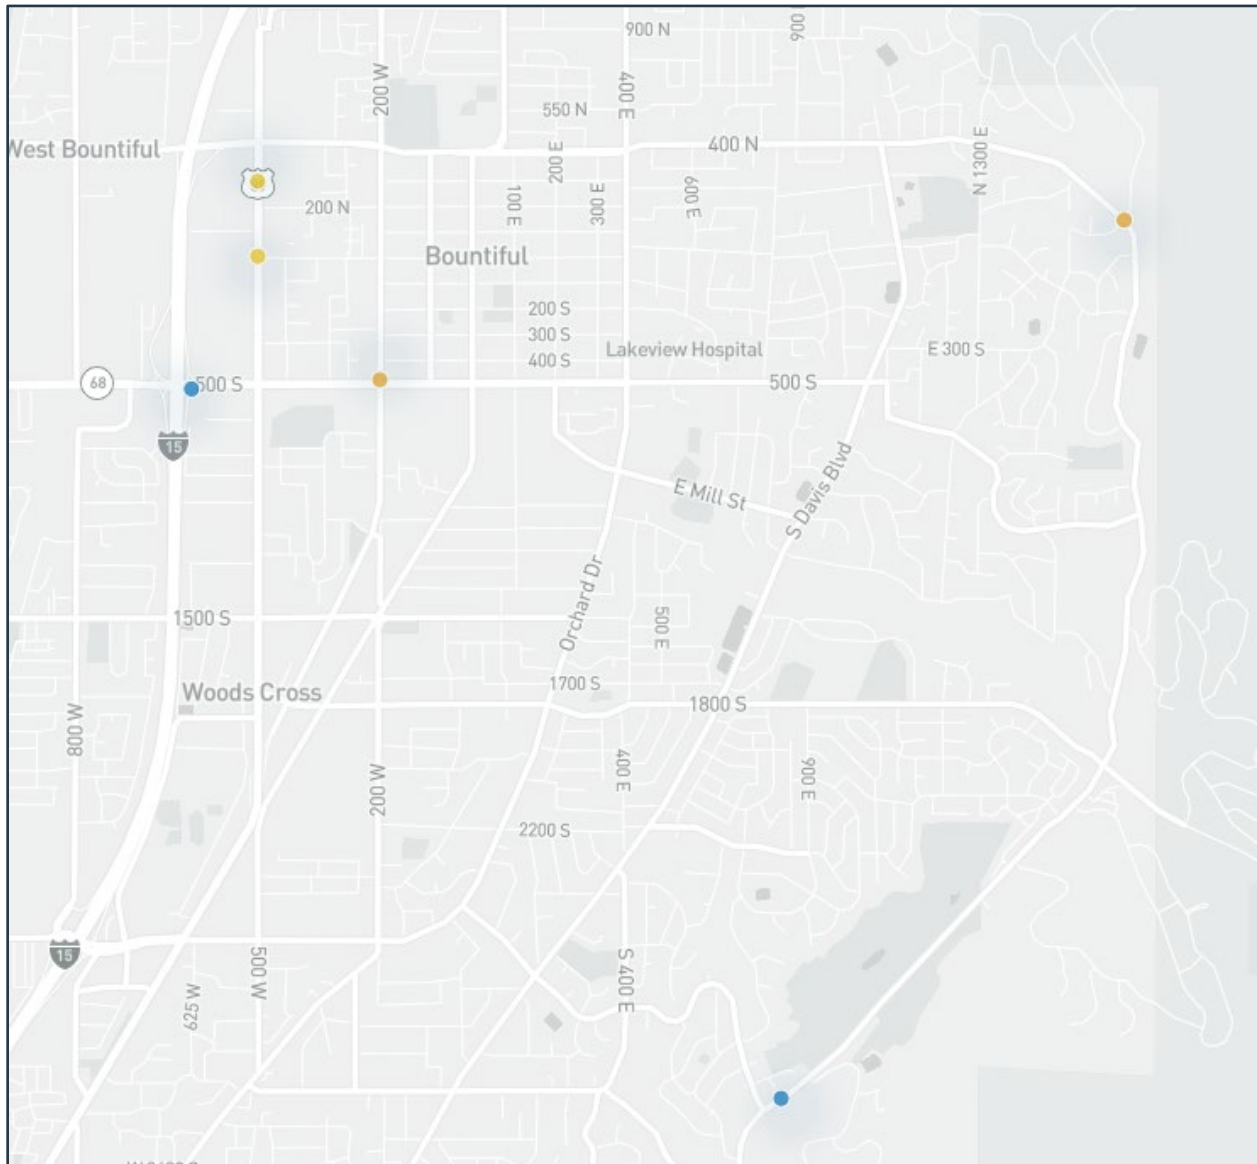 900 N
900
200 W
400 E
550 N
West Bountiful
400 N
200 E
N 1300 E
200 N
100 E
300 E
600 E
Bountiful
200 S
300 S
400 S
Lakeview Hospital
E 300 S
68
500 S
500 S
15
E Mill St
S Davis Blvd
Orchard Dr
1500 S
500 E
1700 S
Woods Cross
1800 S
800 W
200 W
400 E
900 E
2200 S
15
500 W
S 400 E
625 W